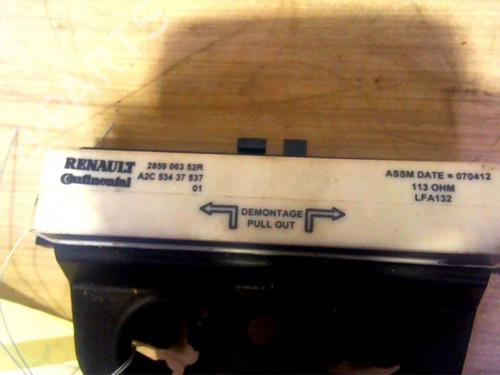 RENAULT
Continental
2859 063 52R
A2C 534 37 537
01
DEMONTAGE
PULL OUT
ASSM DATE = 070412
113 OHM
LFA132